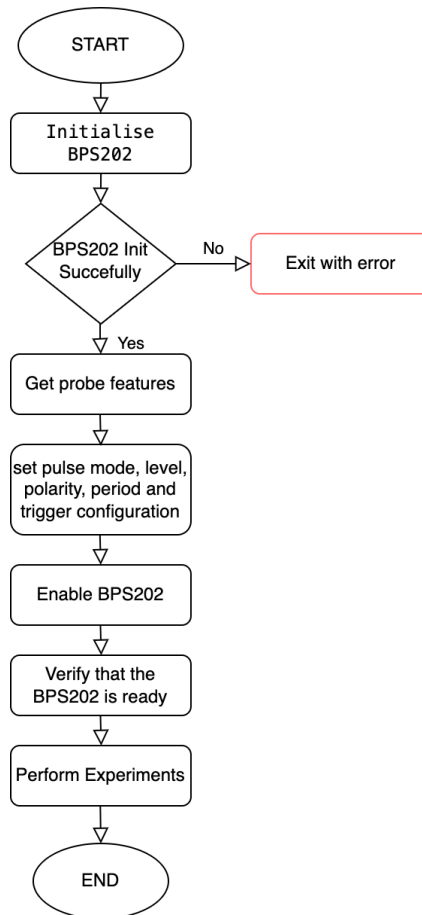 START
Initialise
BPS202
BPS202 Init
Succefully
No
Exit with error
Yes
Get probe features
set pulse mode, level,
polarity, period and
trigger configuration
Enable BPS202
Verify that the
BPS202 is ready
Perform Experiments
END